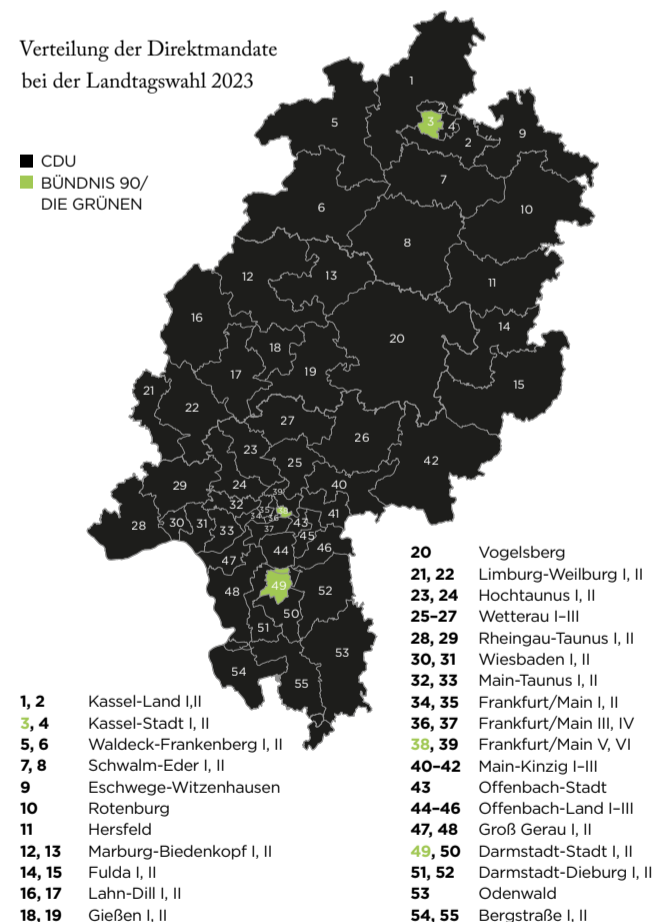 Verteilung der Direktmandate
bei der Landtagswahl 2023
CDU
BÜNDNIS 90/
DIE GRÜNEN
1
2
3
4
2
5
9
7
6
10
8
12
13
11
16
20
14
18
17
19
15
21
22
27
26
23
25
42
29
24
39
40
32
35
38
34
36
43
41
28
30
31
33
37
45
47
44
46
48
49
52
50
51
53
54
55
1, 2 Kassel-Land I,II
3, 4 Kassel-Stadt I, II
5, 6 Waldeck-Frankenberg I, II
7, 8 Schwalm-Eder I, II
9 Eschwege-Witzenhausen
10 Rotenburg
11 Hersfeld
12, 13 Marburg-Biedenkopf I, II
14, 15 Fulda I, II
16, 17 Lahn-Dill I, II
18, 19 Gießen I, II
20 Vogelsberg
21, 22 Limburg-Weilburg I, II
23, 24 Hochtaunus I, II
25–27 Wetterau I–III
28, 29 Rheingau-Taunus I, II
30, 31 Wiesbaden I, II
32, 33 Main-Taunus I, II
34, 35 Frankfurt/Main I, II
36, 37 Frankfurt/Main III, IV
38, 39 Frankfurt/Main V, VI
40–42 Main-Kinzig I–III
43 Offenbach-Stadt
44–46 Offenbach-Land I–III
47, 48 Groß Gerau I, II
49, 50 Darmstadt-Stadt I, II
51, 52 Darmstadt-Dieburg I, II
53 Odenwald
54, 55 Bergstraße I, II